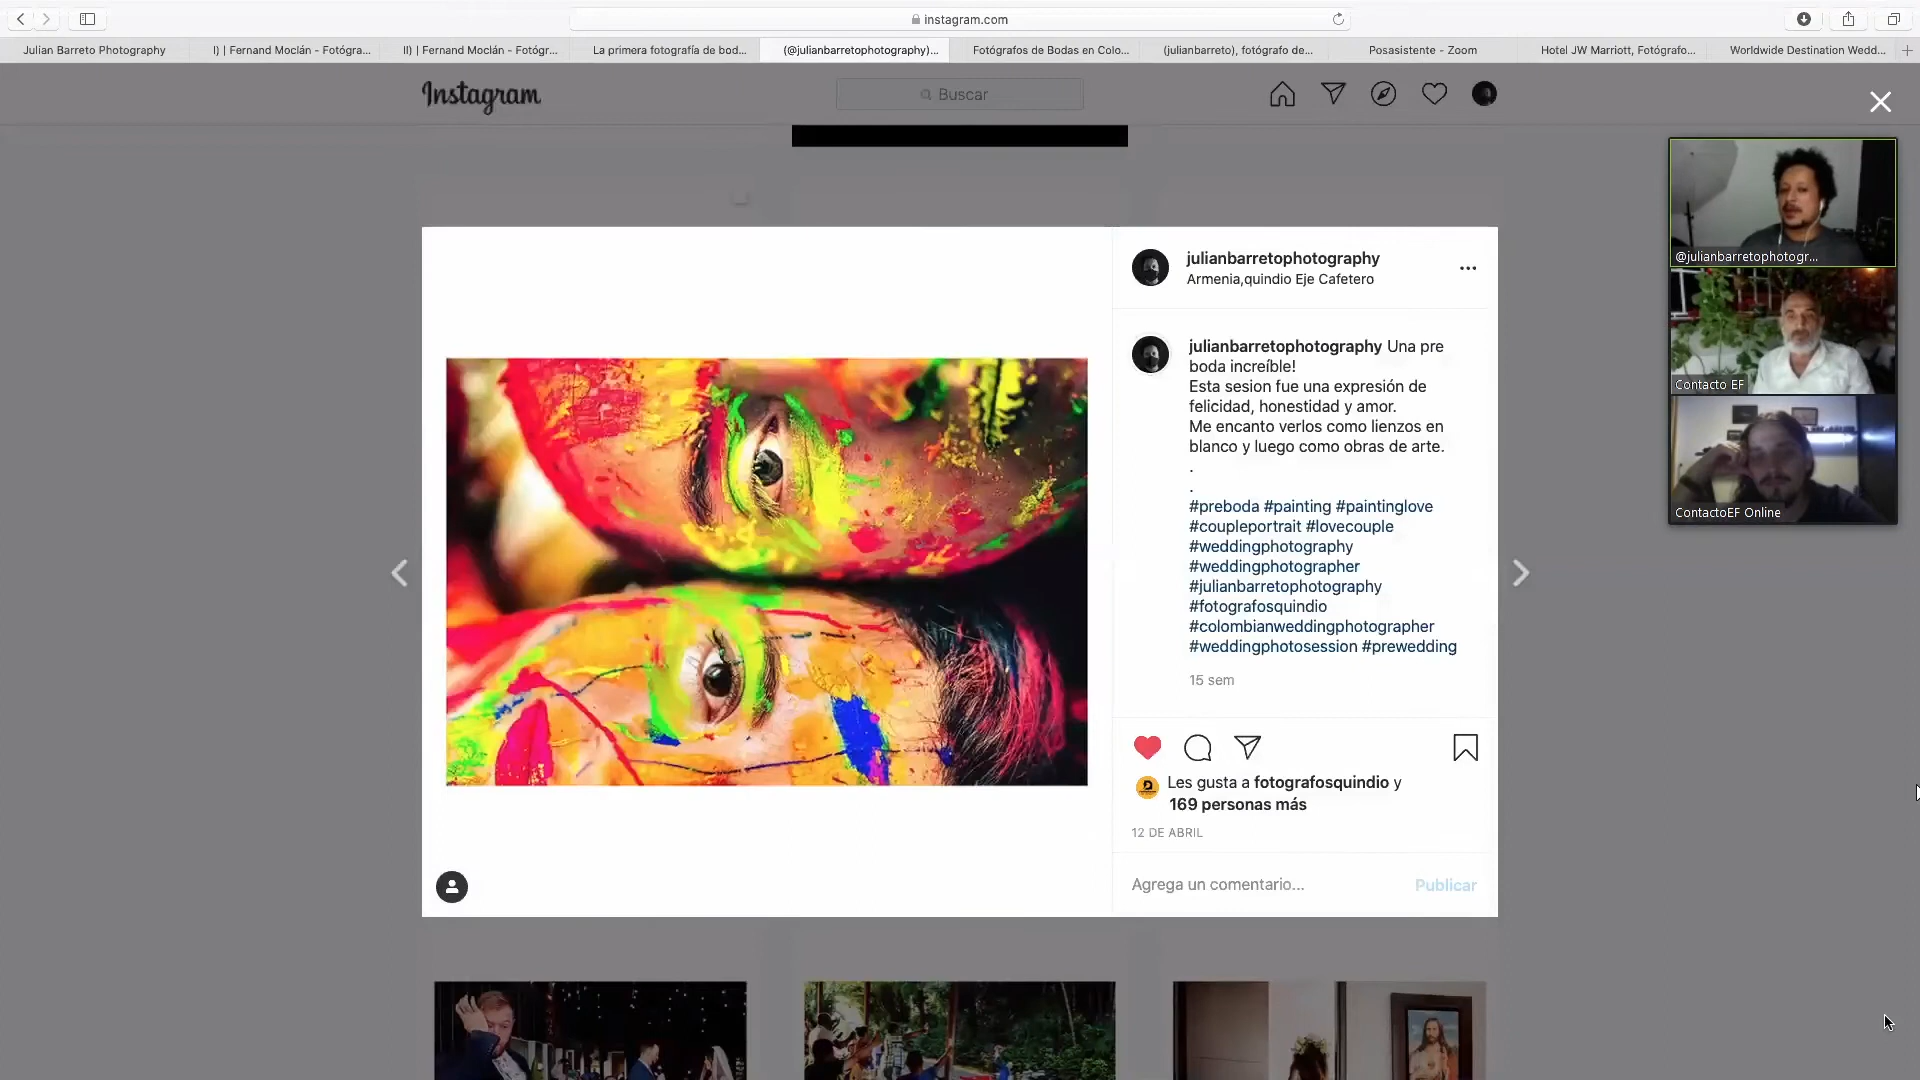 instagram.com
Julian Barreto Photography
I) | Fernand Moclán - Fotógra...
II) | Fernand Moclán - Fotógr...
La primera fotografía de bod...
(@julianbarretophotography)...
Fotógrafos de Bodas en Colo...
(julianbarreto), fotógrafo de...
Posasistente - Zoom
Hotel JW Marriott, Fotógrafo...
Worldwide Destination Wedd...
Instagram
Buscar
@julianbarretophotogr...
Contacto EF
ContactoEF Online
julianbarretophotography
Armenia,quindio Eje Cafetero
julianbarretophotography Una pre
boda increíble!
Esta sesion fue una expresión de
felicidad, honestidad y amor.
Me encanto verlos como lienzos en
blanco y luego como obras de arte.
.
.
#preboda #painting #paintinglove
#coupleportrait #lovecouple
#weddingphotography
#weddingphotographer
#julianbarretophotography
#fotografosquindio
#colombianweddingphotographer
#weddingphotosession #prewedding
15 sem
Les gusta a fotografosquindio y
169 personas más
12 DE ABRIL
Agrega un comentario...
Publicar